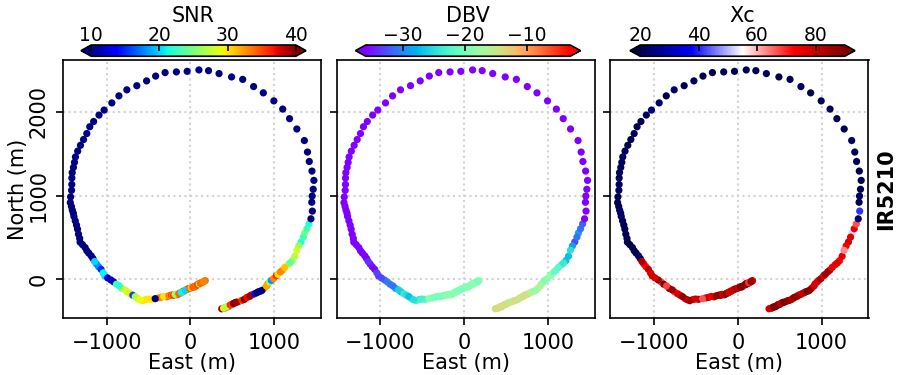 SNR
DBV
Xc
10 20 30 40
−30 −20 −10
20 40 60 80
North (m)
2000
1000
0
IR5210
−1000 0 1000
−1000 0 1000
−1000 0 1000
East (m)
East (m)
East (m)